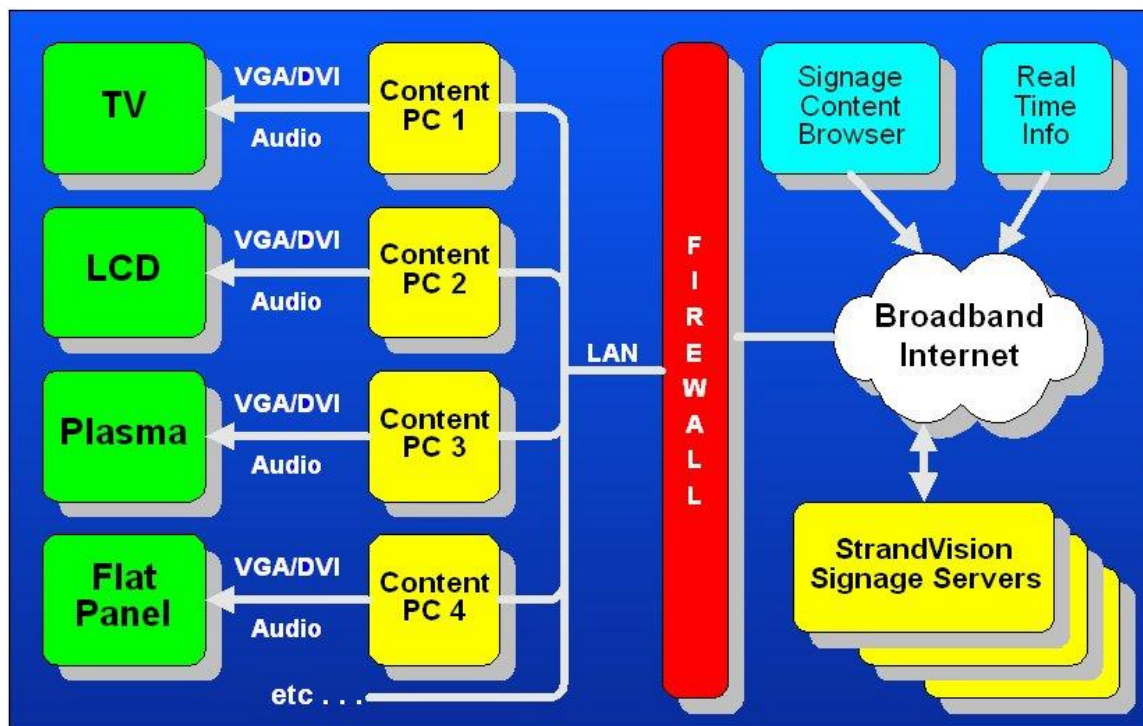 TV
VGA/DVI
Audio
Content
PC 1
LCD
VGA/DVI
Audio
Content
PC 2
Plasma
VGA/DVI
Audio
Content
PC 3
Flat
Panel
VGA/DVI
Audio
Content
PC 4
etc . . .
LAN
FIREWALL
Signage
Content
Browser
Real
Time
Info
Broadband
Internet
StrandVision
Signage Servers